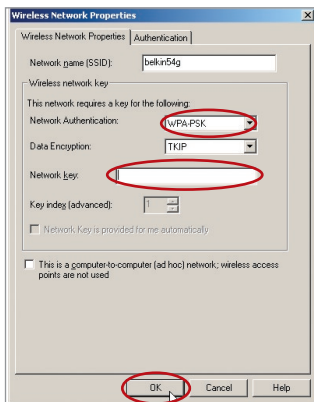 Wireless Network Properties
Wireless Network Properties
Authentication
Network name (SSID): belkin54g
Wireless network key
This network requires a key for the following:
Network Authentication: WPA-PSK
Data Encryption: TKIP
Network key:
Key index (advanced): 1
Network Key is provided for me automatically
This is a computer-to-computer (ad hoc) network; wireless access
points are not used
OK Cancel Help